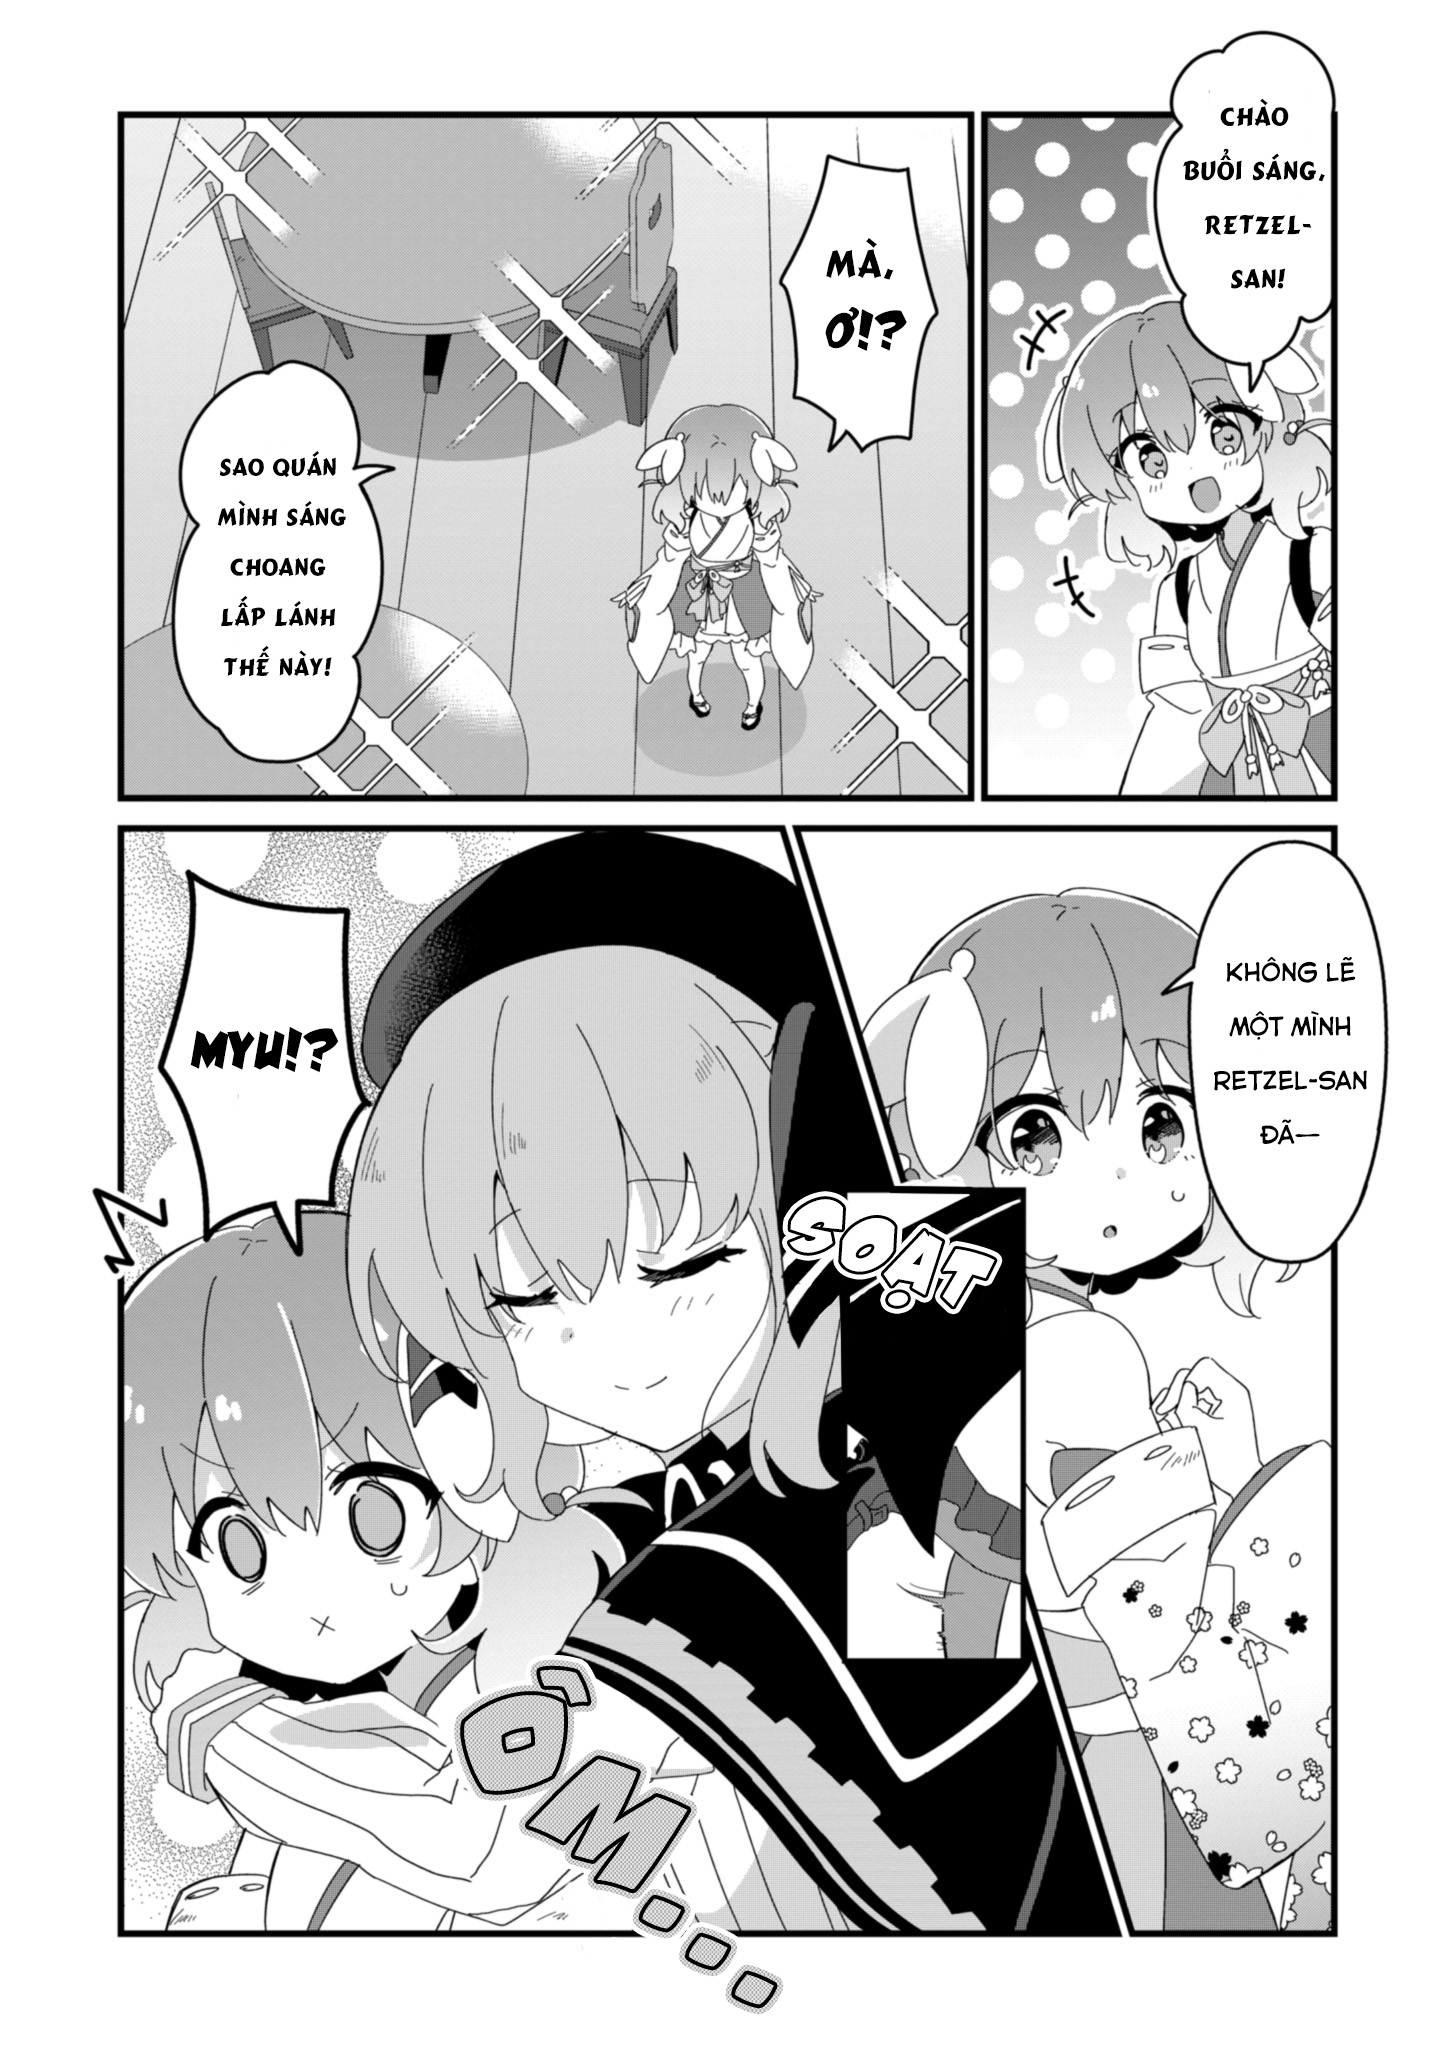 CHÀO
BUỔI SÁNG,
RETZEL-
SAN!
MÀ,
Ơ!?
SAO QUÁN
MÌNH SÁNG
CHOANG
LẤP LÁNH
THẾ NÀY!
KHÔNG LẼ
MỘT MÌNH
RETZEL-SAN
ĐÃ—
SOẠT
MYU!?
ÔM....